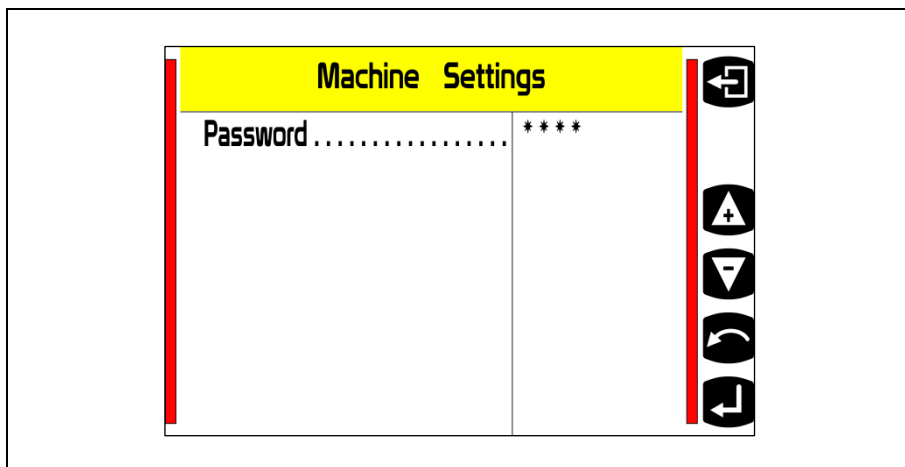 Machine Settings
Password ................. ****
+
-